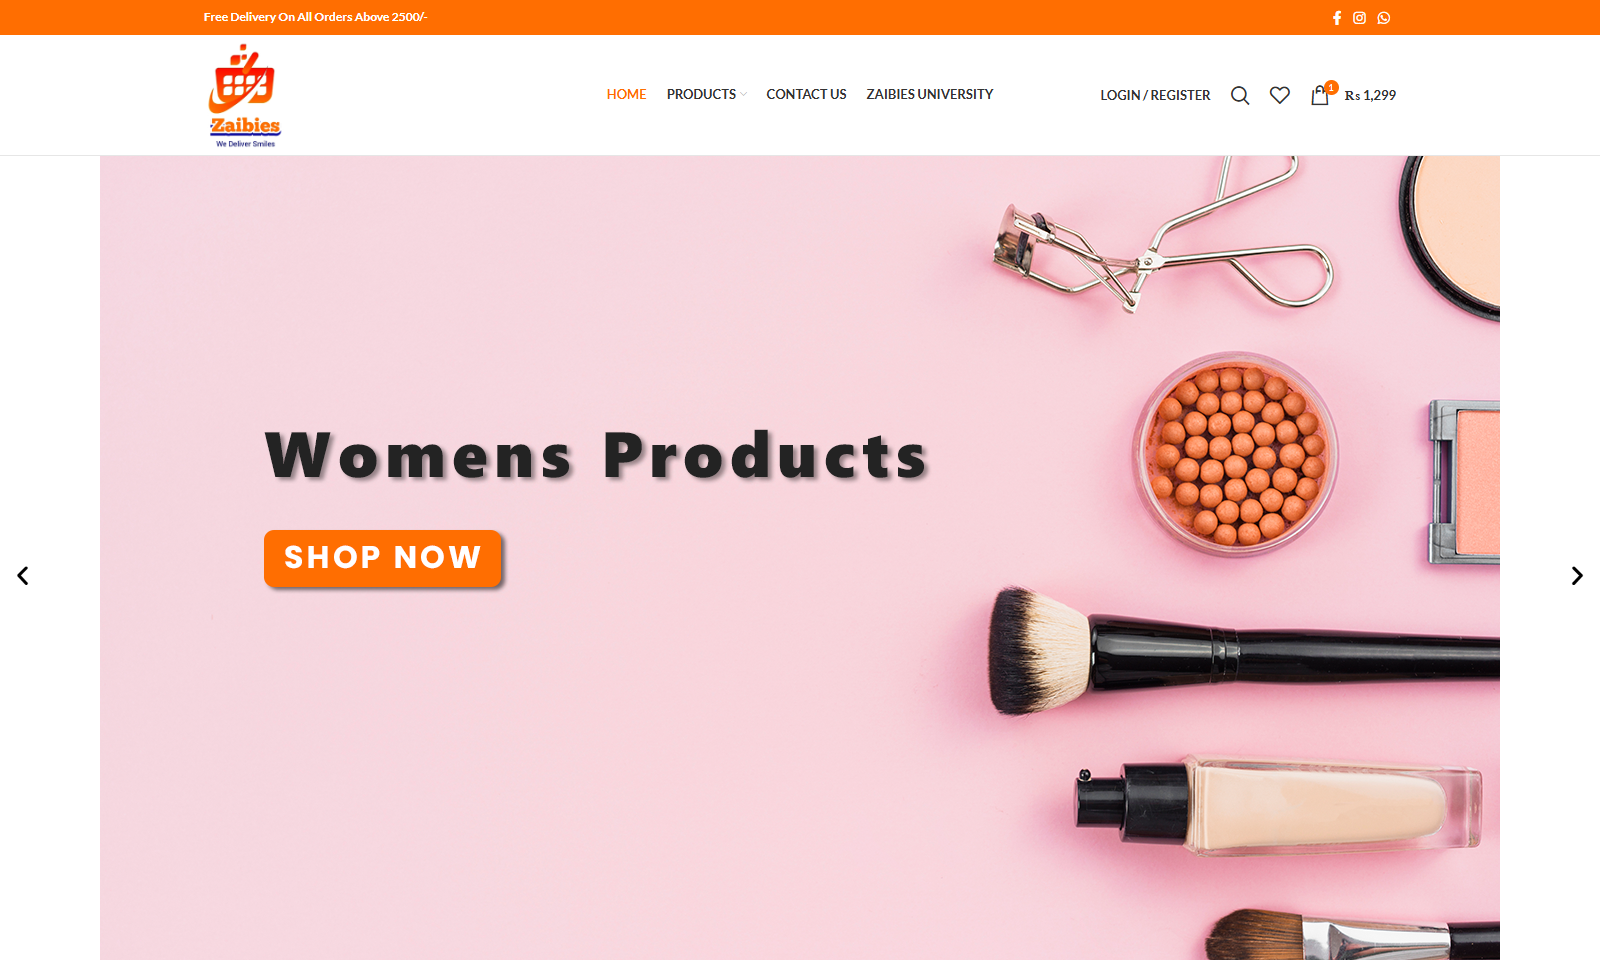 Free Delivery On All Orders Above 2500/-
Zaibies
We Deliver Smiles
HOME
PRODUCTS
CONTACT US
ZAIBIES UNIVERSITY
LOGIN / REGISTER
1
₨ 1,299
Womens Products
SHOP NOW